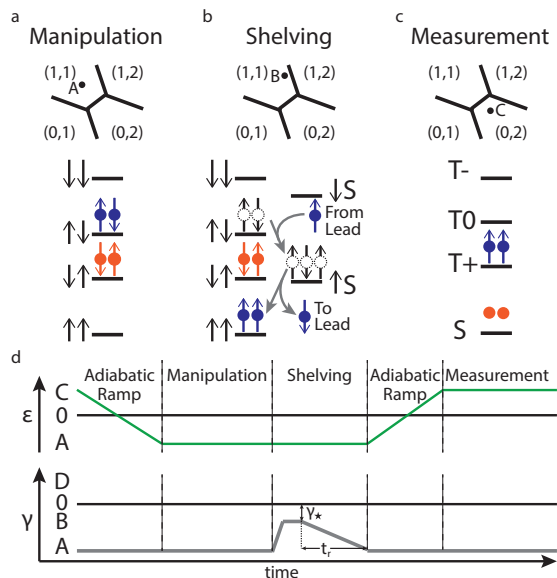 a
Manipulation
(1,1)
(1,2)
A
(0,1)
(0,2)
b
Shelving
(1,1)
B
(1,2)
(0,1)
(0,2)
↓S
From
Lead
↑S
To
Lead
c
Measurement
(1,1)
(1,2)
C
(0,1)
(0,2)
T-
T0
T+
S
d
Adiabatic
Ramp
Manipulation
Shelving
Adiabatic
Ramp
Measurement
C
ε 0
A
D
0
γ B
A
γ★
tr
time